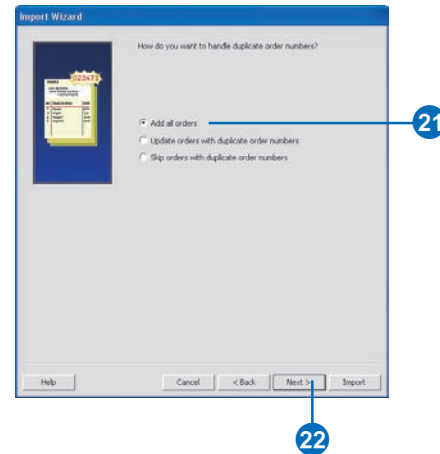 Import Wizard
How do you want to handle duplicate order numbers?
023471
Add all orders
21
Update orders with duplicate order numbers
Skip orders with duplicate order numbers
Help
Cancel
< Back
Next >
Import
22